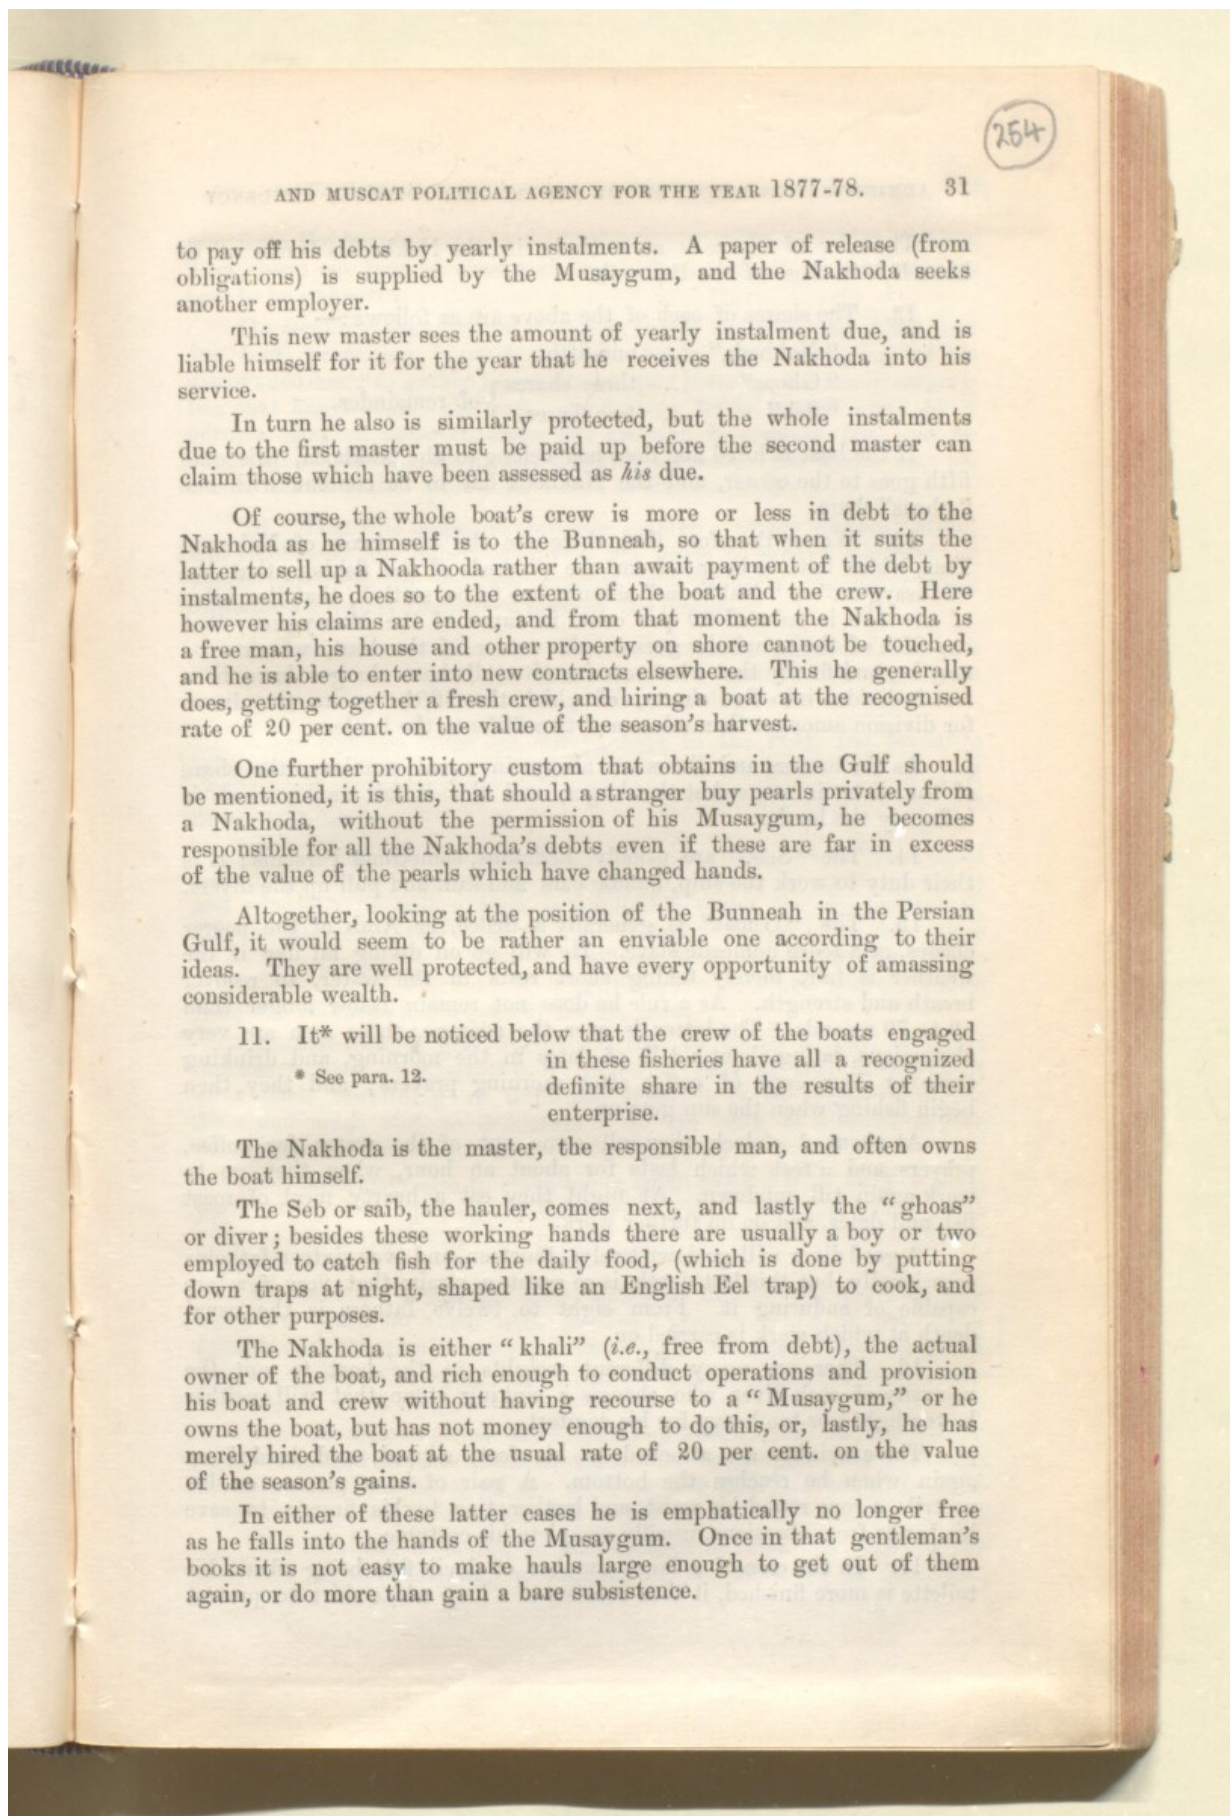 254
AND MUSCAT POLITICAL AGENCY FOR THE YEAR 1877-78. 31
to pay off his debts by yearly instalments. A paper of release (from
obligations) is supplied by the Musaygum, and the Nakhoda seeks
another employer.
This new master sees the amount of yearly instalment due, and is
liable himself for it for the year that he receives the Nakhoda into his
service.
In turn he also is similarly protected, but the whole instalments
due to the first master must be paid up before the second master can
claim those which have been assessed as his due.
Of course, the whole boat's crew is more or less in debt to the
Nakhoda as he himself is to the Bunneah, so that when it suits the
latter to sell up a Nakhooda rather than await payment of the debt by
instalments, he does so to the extent of the boat and the crew. Here
however his claims are ended, and from that moment the Nakhoda is
a free man, his house and other property on shore cannot be touched,
and he is able to enter into new contracts elsewhere. This he generally
does, getting together a fresh crew, and hiring a boat at the recognised
rate of 20 per cent. on the value of the season's harvest.
One further prohibitory custom that obtains in the Gulf should
be mentioned, it is this, that should a stranger buy pearls privately from
a Nakhoda, without the permission of his Musaygum, he becomes
responsible for all the Nakhoda's debts even if these are far in excess
of the value of the pearls which have changed hands.
Altogether, looking at the position of the Bunneah in the Persian
Gulf, it would seem to be rather an enviable one according to their
ideas. They are well protected, and have every opportunity of amassing
considerable wealth.
11. It* will be noticed below that the crew of the boats engaged
in these fisheries have all a recognized
* See para. 12.
definite share in the results of their
enterprise.
The Nakhoda is the master, the responsible man, and often owns
the boat himself.
The Seb or saib, the hauler, comes next, and lastly the "ghoas"
or diver; besides these working hands there are usually a boy or two
employed to catch fish for the daily food, (which is done by putting
down traps at night, shaped like an English Eel trap) to cook, and
for other purposes.
The Nakhoda is either "khali" (i.e., free from debt), the actual
owner of the boat, and rich enough to conduct operations and provision
his boat and crew without having recourse to a "Musaygum," or he
owns the boat, but has not money enough to do this, or, lastly, he has
merely hired the boat at the usual rate of 20 per cent. on the value
of the season's gains.
In either of these latter cases he is emphatically no longer free
as he falls into the hands of the Musaygum. Once in that gentleman's
books it is not easy to make hauls large enough to get out of them
again, or do more than gain a bare subsistence.